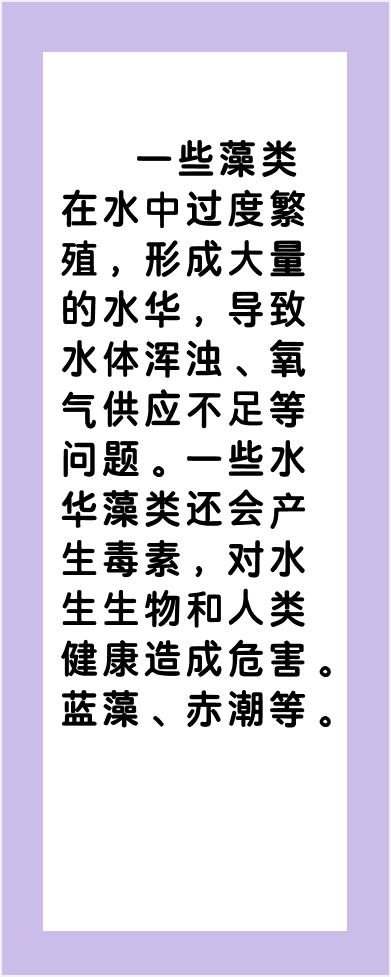 一些藻类
在水中过度繁
殖，形成大量
的水华，导致
水体浑浊、氧
气供应不足等
问题。一些水
华藻类还会产
生毒素，对水
生生物和人类
健康造成危害。
蓝藻、赤潮等。